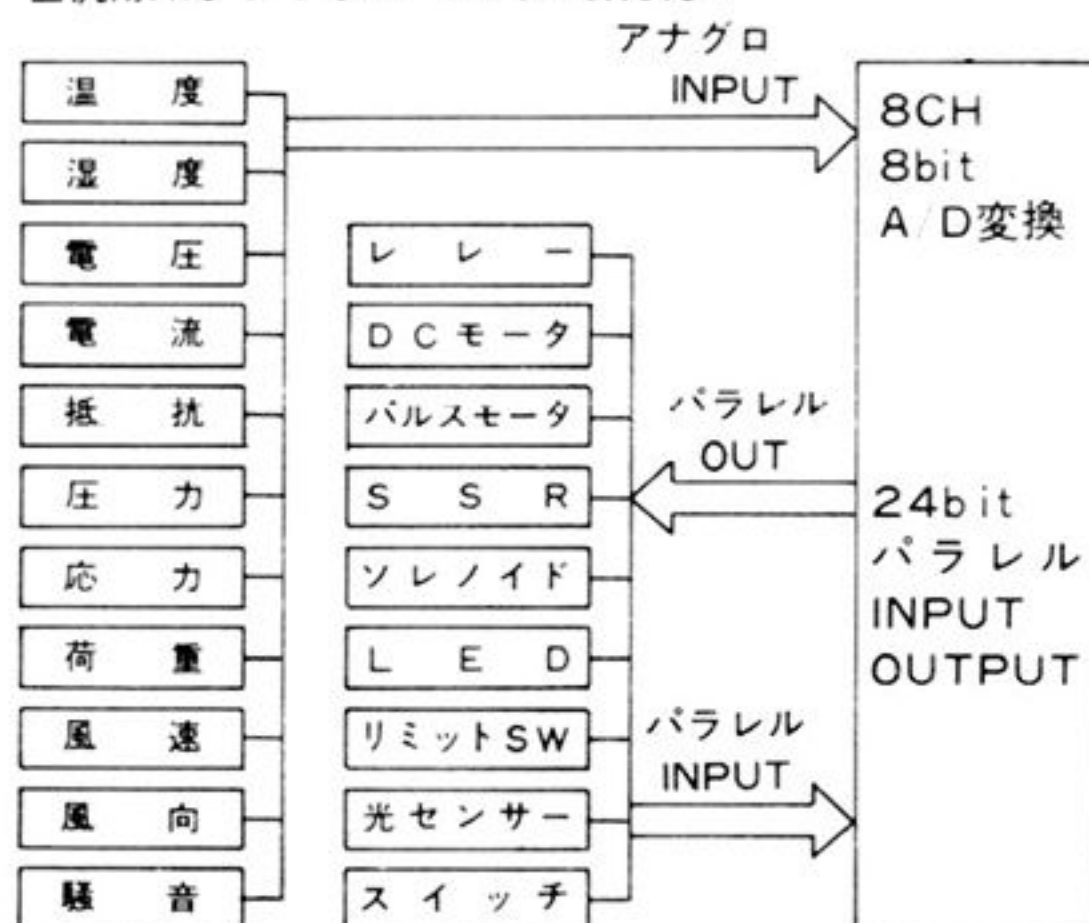 アナグロ
INPUT
温度
湿度
電圧
電流
抵抗
圧力
応力
荷重
風速
風向
騒音
レレー
DCモータ
パルスモータ
SSR
ソレノイド
LED
リミットSW
光センサー
スイッチ
パラレル
OUT
パラレル
INPUT
8CH
8bit
A/D変換
24bit
パラレル
INPUT
OUTPUT